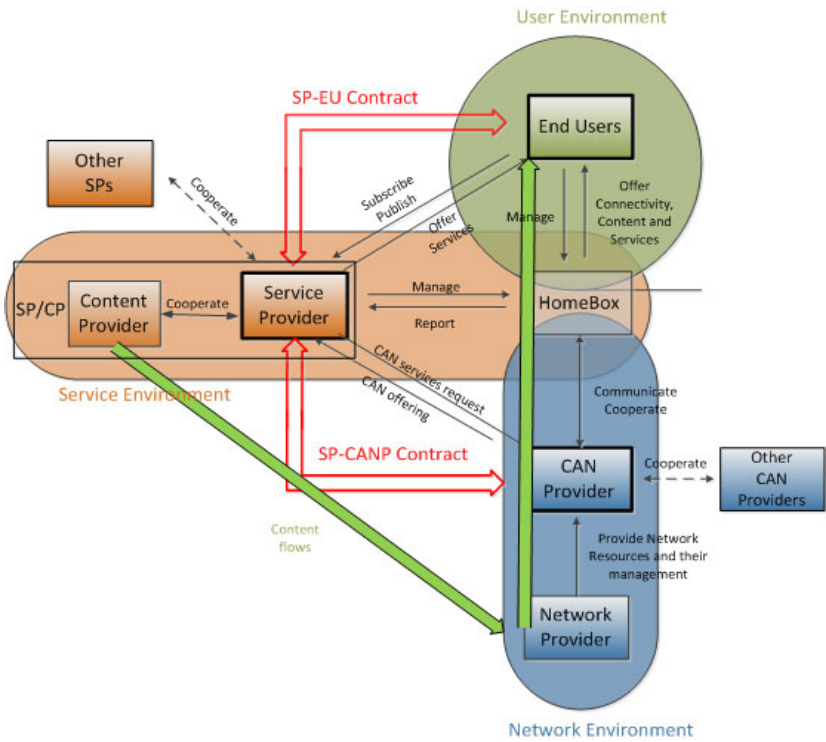 User Environment
SP-EU Contract
End Users
Other
SPs
Cooperate
Subscribe
Publish
Offer
Services
Manage
Offer
Connectivity,
Content and
Services
SP/CP
Content
Provider
Cooperate
Service
Provider
Manage
Report
HomeBox
Service Environment
CAN services request
CAN offering
Communicate
Cooperate
SP-CANP Contract
CAN
Provider
Cooperate
Other
CAN
Providers
Content
flows
Provide Network
Resources and their
management
Network
Provider
Network Environment